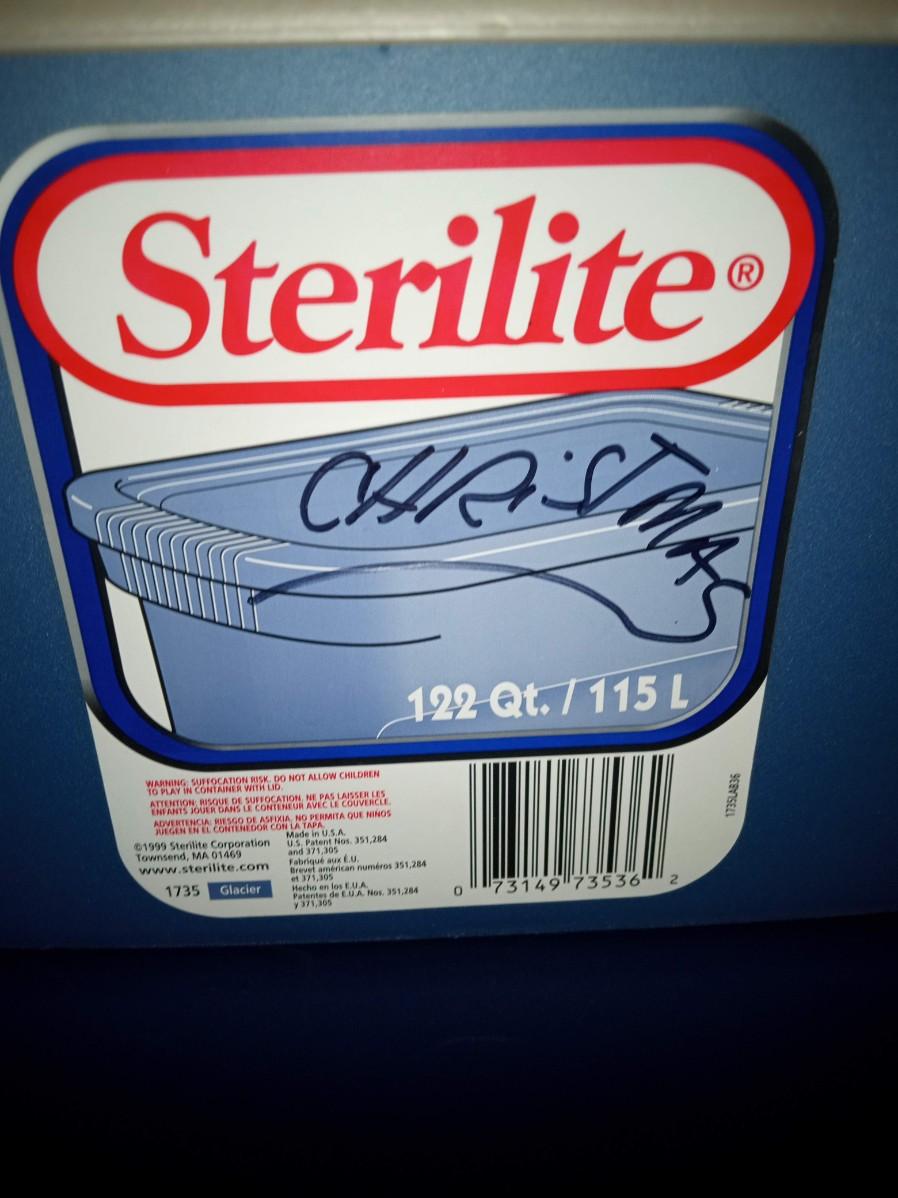 Sterilite®
CHRiSTMAS
122 Qt. / 115 L
WARNING: SUFFOCATION RISK. DO NOT ALLOW CHILDREN
TO PLAY IN CONTAINER WITH LID.
ATTENTION: RISQUE DE SUFFOCATION. NE PAS LAISSER LES
ENFANTS JOUER DANS LE CONTENEUR AVEC LE COUVERCLE.
ADVERTENCIA: RIESGO DE ASFIXIA. NO PERMITA QUE NINOS
JUEGEN EN EL CONTENEDOR CON LA TAPA.
©1999 Sterilite Corporation
Townsend, MA 01469
www.sterilite.com
1735 Glacier
Made in U.S.A.
U.S. Patent Nos. 351,284
and 371,305
Fabriqué aux É.U.
Brevet américan numéros 351,284
et 371,305
Hecho en los E.U.A.
Patentes de E.U.A. Nos. 351,284
y 371,305
0 73149 73536 2
1735LAB36